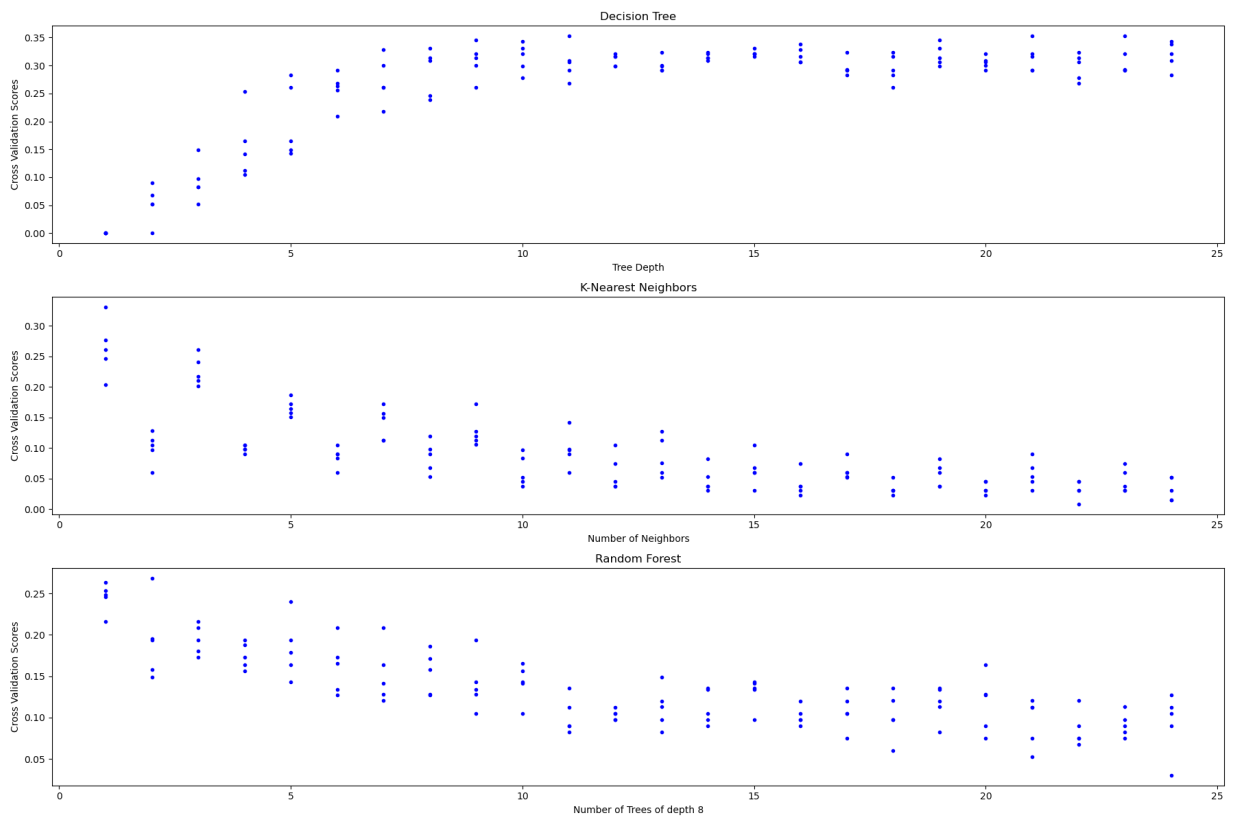 Decision Tree
Cross Validation Scores
0.35
0.30
0.25
0.20
0.15
0.10
0.05
0.00
0 5 10 15 20 25
Tree Depth
K-Nearest Neighbors
Cross Validation Scores
0.30
0.25
0.20
0.15
0.10
0.05
0.00
0 5 10 15 20 25
Number of Neighbors
Random Forest
Cross Validation Scores
0.25
0.20
0.15
0.10
0.05
0 5 10 15 20 25
Number of Trees of depth 8